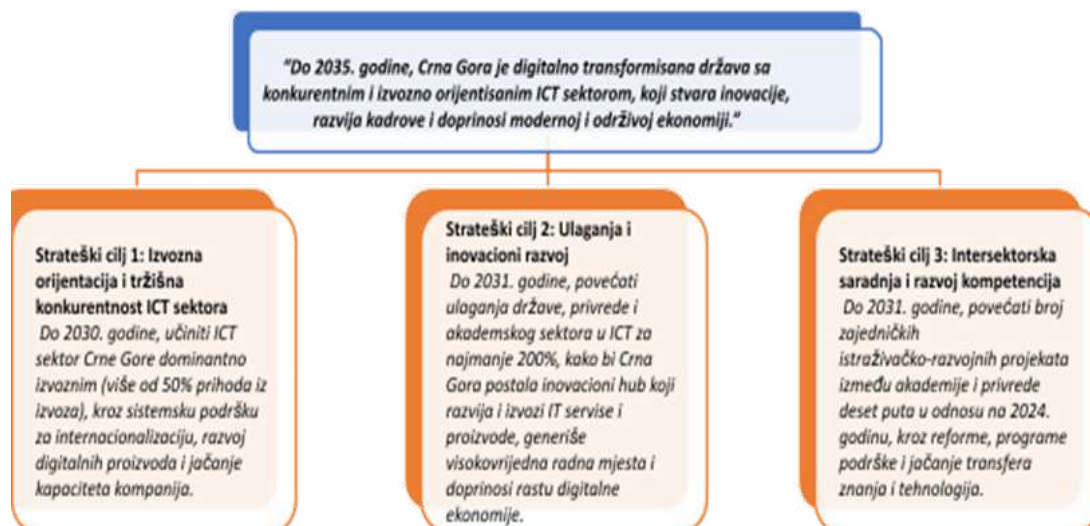 "Do 2035. godine, Crna Gora je digitalno transformisana država sa
konkurentnim i izvozno orijentisanim ICT sektorom, koji stvara inovacije,
razvija kadrove i doprinosi modernoj i održivoj ekonomiji."
Strateški cilj 1: Izvozna
orijentacija i tržišna
konkurentnost ICT sektora
Do 2030. godine, učiniti ICT
sektor Crne Gore dominantno
izvoznim (više od 50% prihoda iz
izvoza), kroz sistemsku podršku
za internacionalizaciju, razvoj
digitalnih proizvoda i jačanje
kapaciteta kompanija.
Strateški cilj 2: Ulaganja i
inovacioni razvoj
Do 2031. godine, povećati
ulaganja države, privrede i
akademskog sektora u ICT za
najmanje 200%, kako bi Crna
Gora postala inovacioni hub koji
razvija i izvozi IT servise i
proizvode, generiše
visokovrijedna radna mjesta i
doprinosi rastu digitalne
ekonomije.
Strateški cilj 3: Intersektorska
saradnja i razvoj kompetencija
Do 2031. godine, povećati broj
zajedničkih
istraživačko-razvojnih projekata
između akademije i privrede
deset puta u odnosu na 2024.
godinu, kroz reforme, programe
podrške i jačanje transfera
znanja i tehnologija.